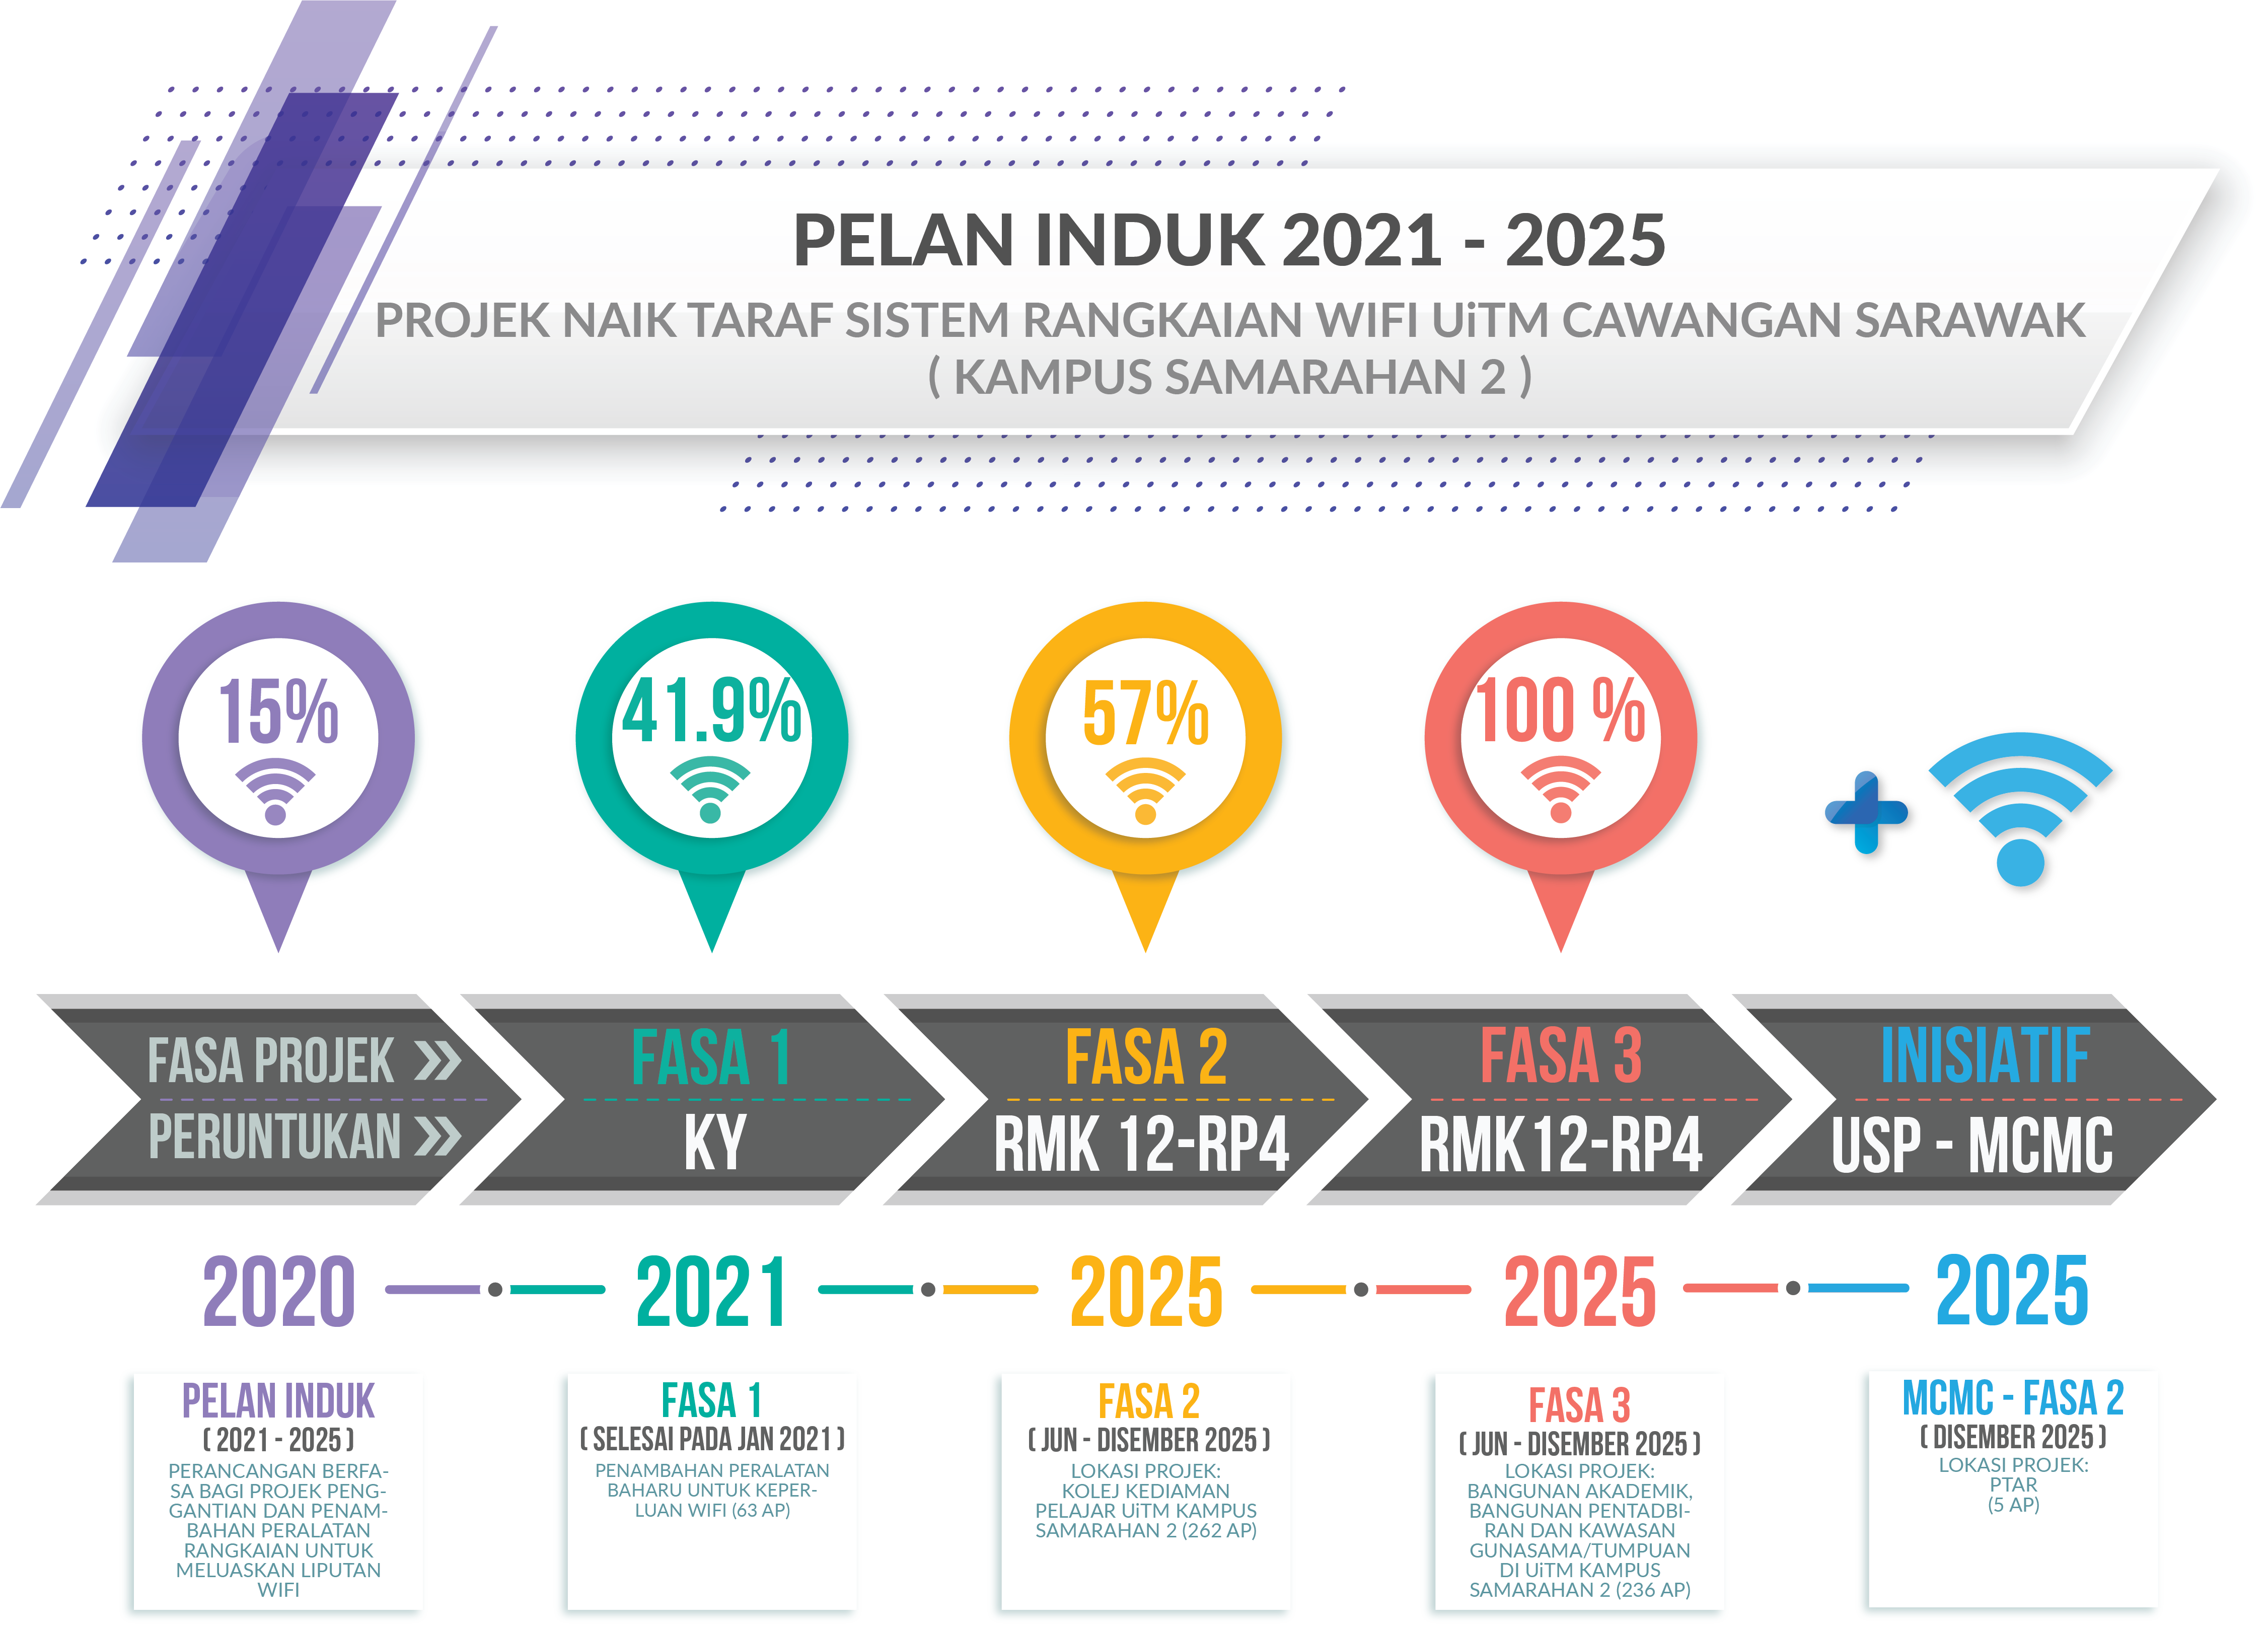 PELAN INDUK 2021 - 2025
PROJEK NAIK TARAF SISTEM RANGKAIAN WIFI UiTM CAWANGAN SARAWAK
( KAMPUS SAMARAHAN 2 )
15%
41.9%
57%
100 %
FASA PROJEK
PERUNTUKAN
FASA 1
KY
FASA 2
RMK 12-RP4
FASA 3
RMK12-RP4
INISIATIF
USP - MCMC
2020
2021
2025
2025
2025
PELAN INDUK
( 2021 - 2025 )
PERANCANGAN BERFA-
SA BAGI PROJEK PENG-
GANTIAN DAN PENAM-
BAHAN PERALATAN
RANGKAIAN UNTUK
MELUASKAN LIPUTAN
WIFI
FASA 1
( SELESAI PADA JAN 2021 )
PENAMBAHAN PERALATAN
BAHARU UNTUK KEPER-
LUAN WIFI (63 AP)
FASA 2
( JUN - DISEMBER 2025 )
LOKASI PROJEK:
KOLEJ KEDIAMAN
PELAJAR UiTM KAMPUS
SAMARAHAN 2 (262 AP)
FASA 3
( JUN - DISEMBER 2025 )
LOKASI PROJEK:
BANGUNAN AKADEMIK,
BANGUNAN PENTADBI-
RAN DAN KAWASAN
GUNASAMA/TUMPUAN
DI UiTM KAMPUS
SAMARAHAN 2 (236 AP)
MCMC - FASA 2
( DISEMBER 2025 )
LOKASI PROJEK:
PTAR
(5 AP)